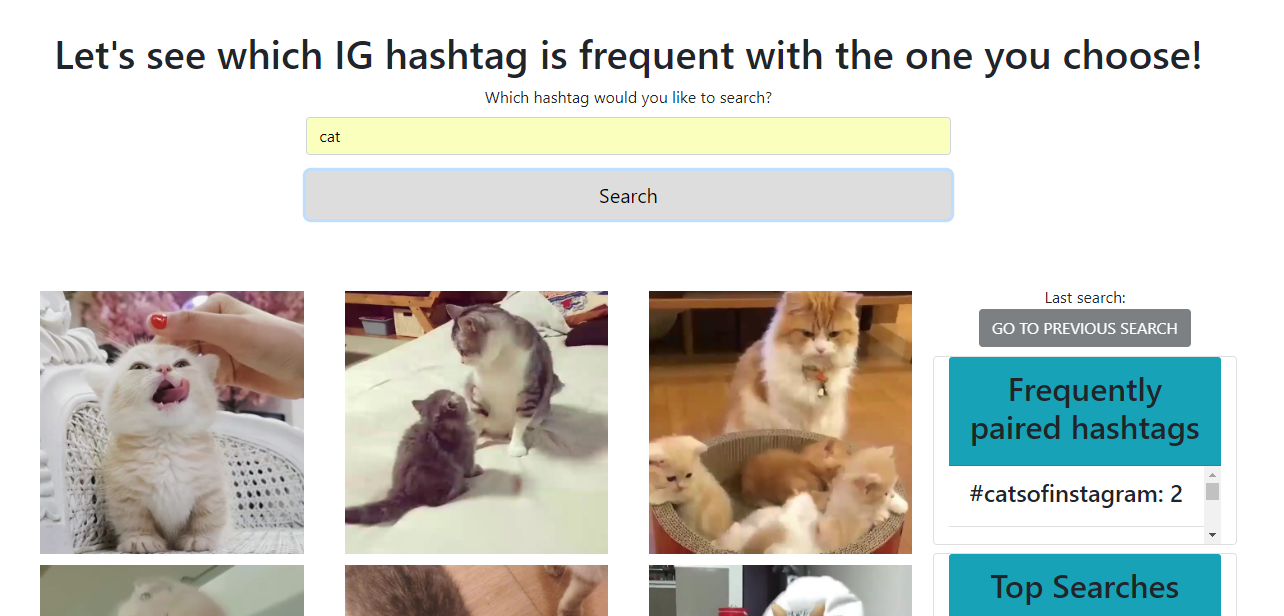 Let's see which IG hashtag is frequent with the one you choose!
Which hashtag would you like to search?
cat
Search
Last search:
GO TO PREVIOUS SEARCH
Frequently
paired hashtags
#catsofinstagram: 2
Top Searches